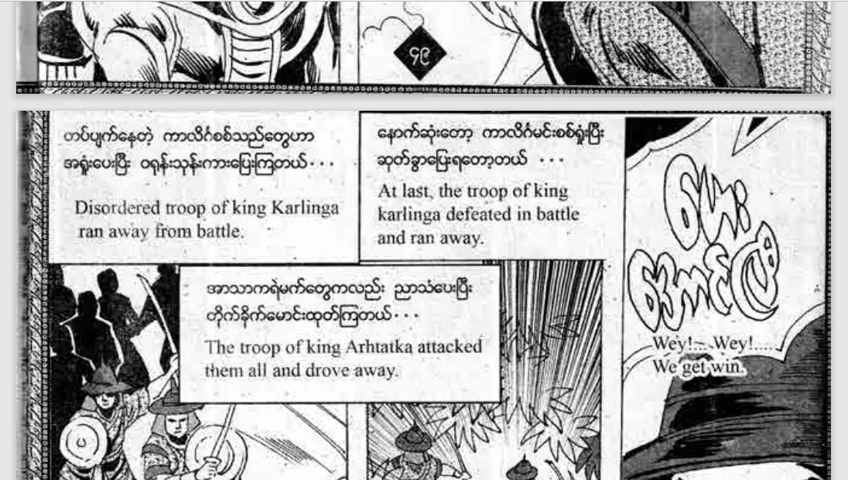 ၄၉
တပ်ပျက်နေတဲ့ ကာလိင်္ဂစစ်သည်တွေဟာ
အရှုံးပေးပြီး ဝရုန်းသုန်းကားပြေးကြတယ်...
Disordered troop of king Karlinga
ran away from battle.
နောက်ဆုံးတော့ ကာလိင်္ဂမင်းစစ်ရှုံးပြီး
ဆုတ်ခွာပြေးရတော့တယ် ...
At last, the troop of king
karlinga defeated in battle
and ran away.
အာသာကရဲမက်တွေကလည်း ညာသံပေးပြီး
တိုက်ခိုက်မောင်းထုတ်ကြတယ်...
The troop of king Arhtatka attacked
them all and drove away.
ဟေး
အောင်ပြီ
Wey!... Wey!.....
We get win.